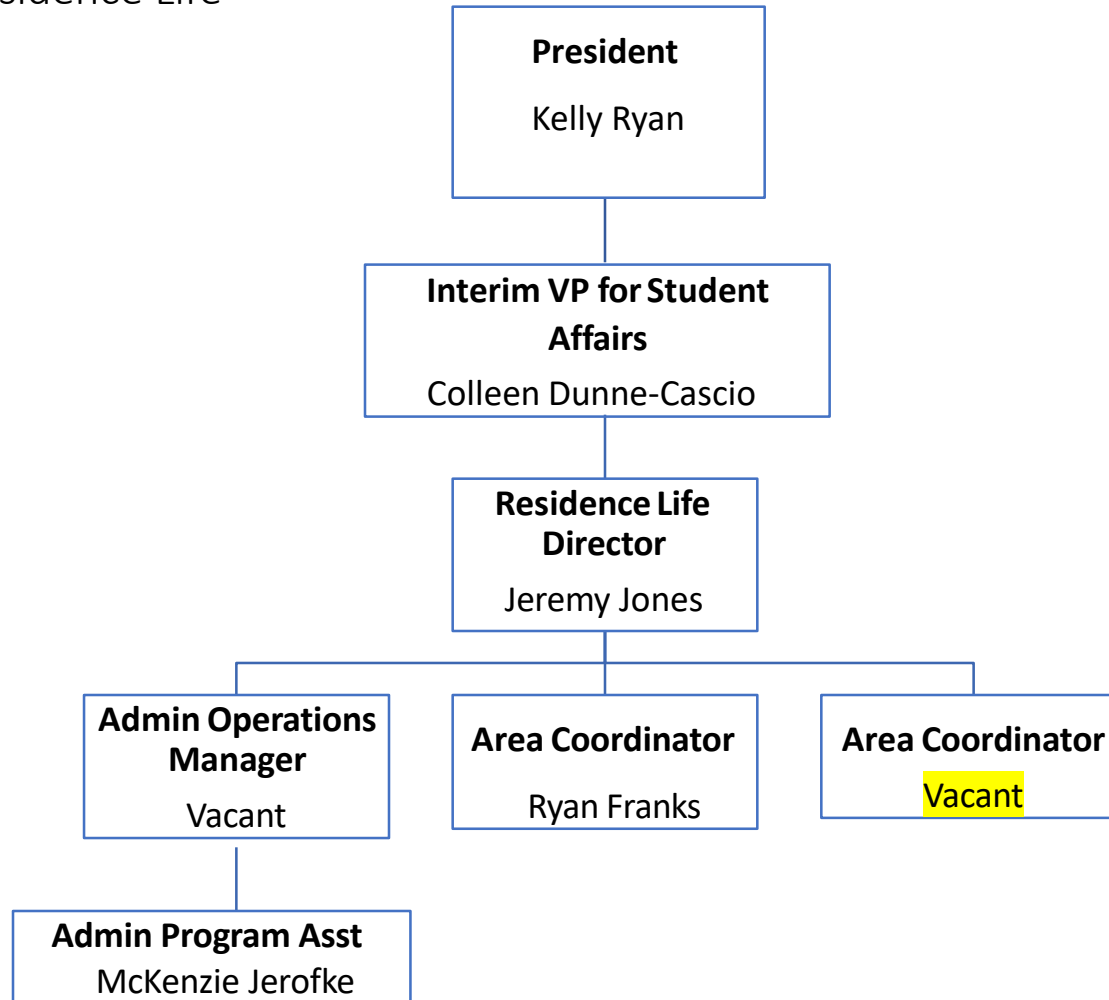 Life
President
Kelly Ryan
Interim VP for Student
Affairs
Colleen Dunne-Cascio
Residence Life
Director
Jeremy Jones
Admin Operations
Manager
Vacant
Area Coordinator
Ryan Franks
Area Coordinator
Vacant
Admin Program Asst
McKenzie Jerofke